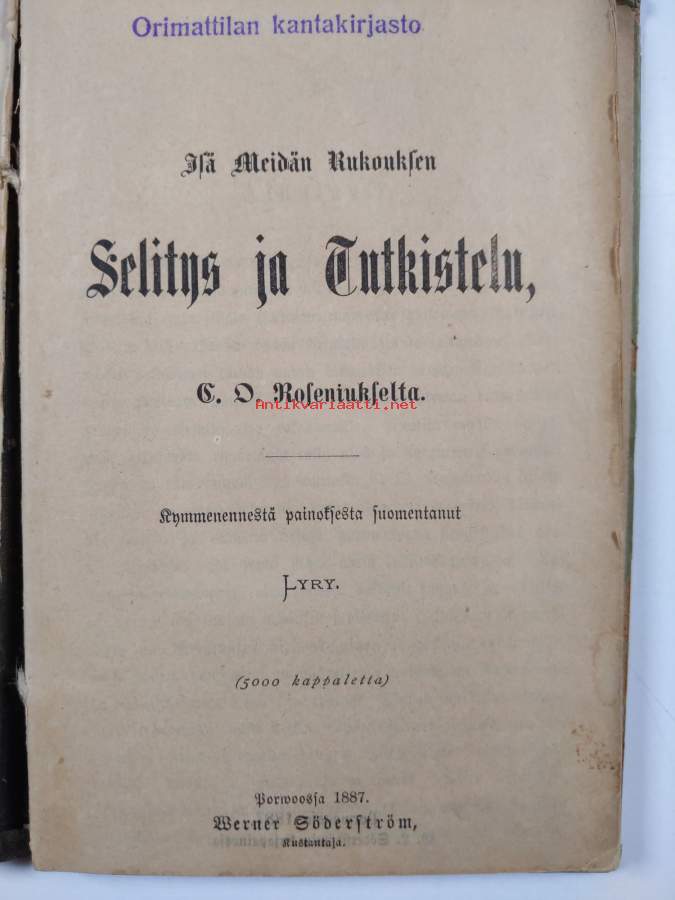 Orimattilan kantakirjasto
Isä Meidän Rukouksen
Selitys ja Tutkistelu,
C. O. Roseniukselta.
Antikvariaatti.net
Kymmenennestä painoksesta suomentanut
Lyry.
(5000 kappaletta)
Porwoossa 1887.
Werner Söderström,
Kustantaja.